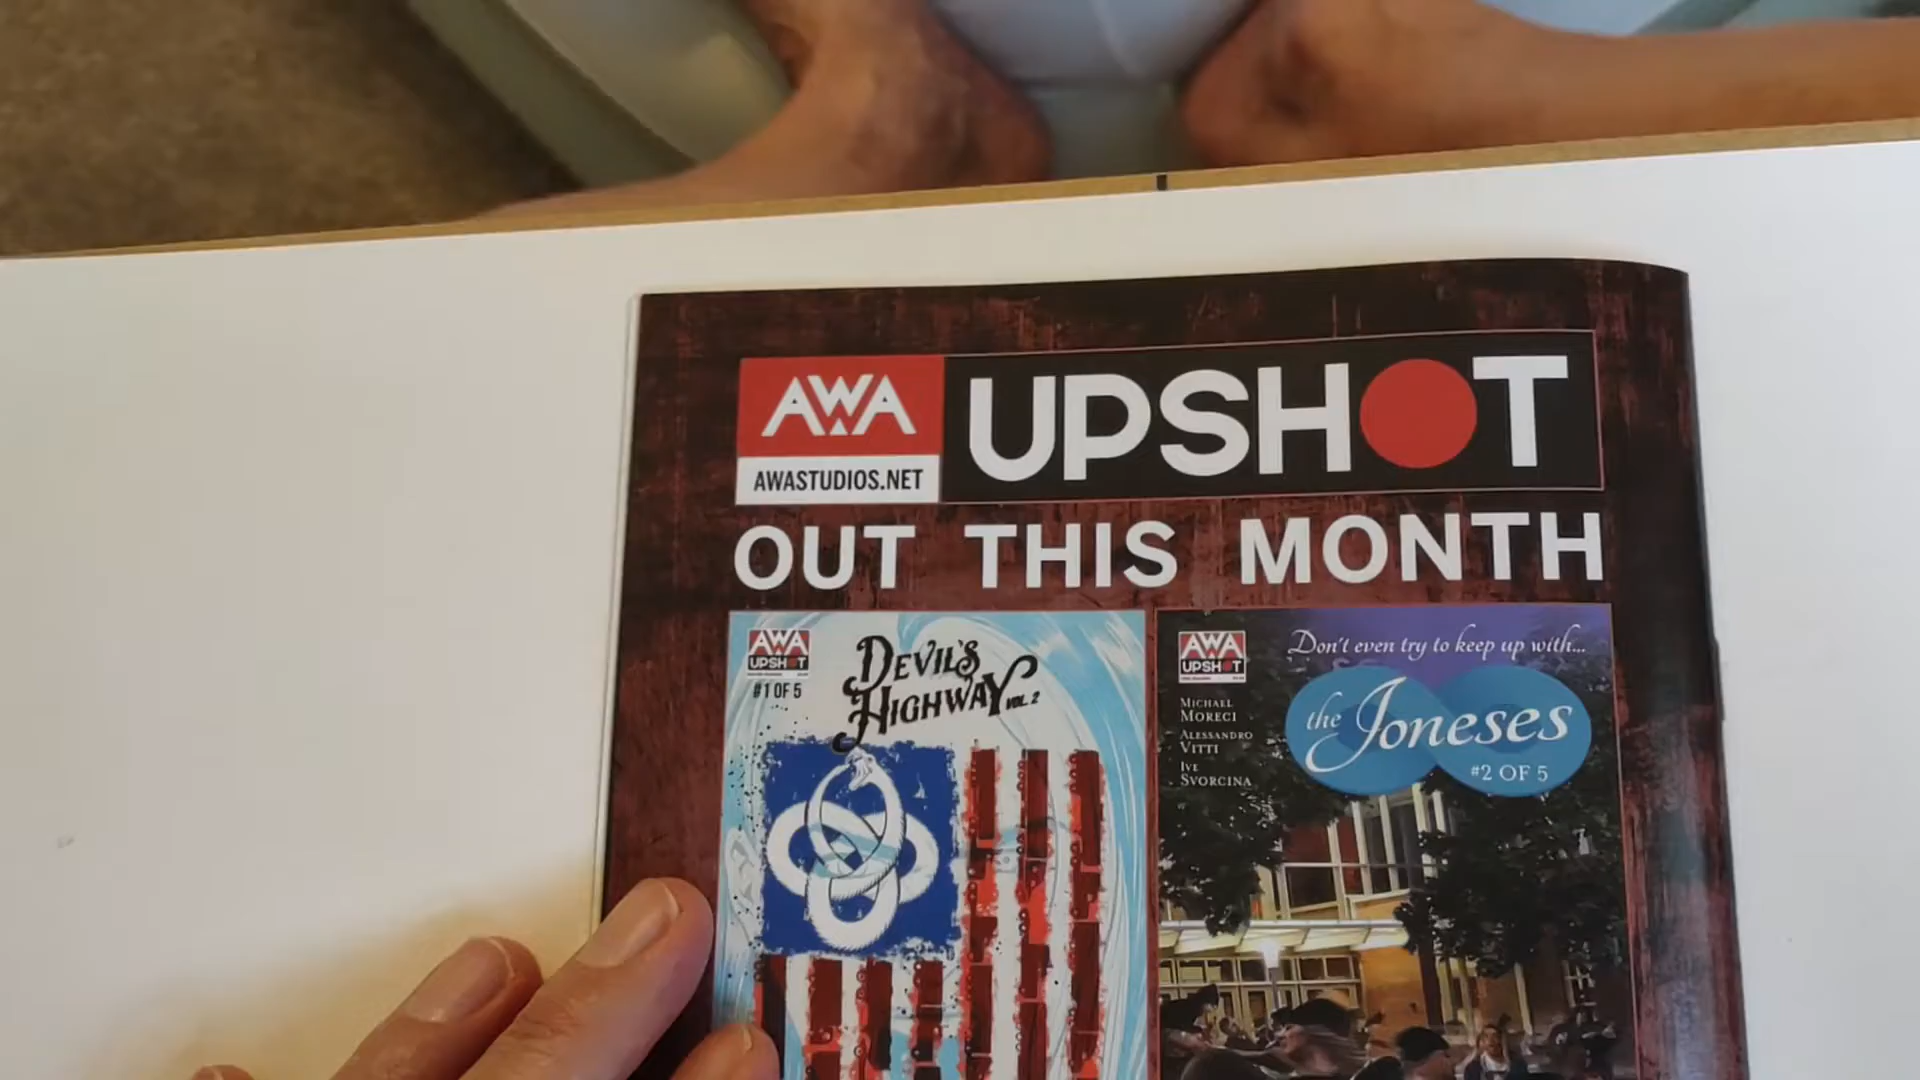 AWA UPSHOT
AWASTUDIOS.NET
OUT THIS MONTH
AWA
UPSHOT
#1 OF 5
DEVIL'S
HIGHWAY VOL. 2
AWA
UPSHOT
MICHAEL
MORECI
ALESSANDRO
VITTI
IVE
SVORCINA
Don't even try to keep up with...
the Joneses
#2 OF 5